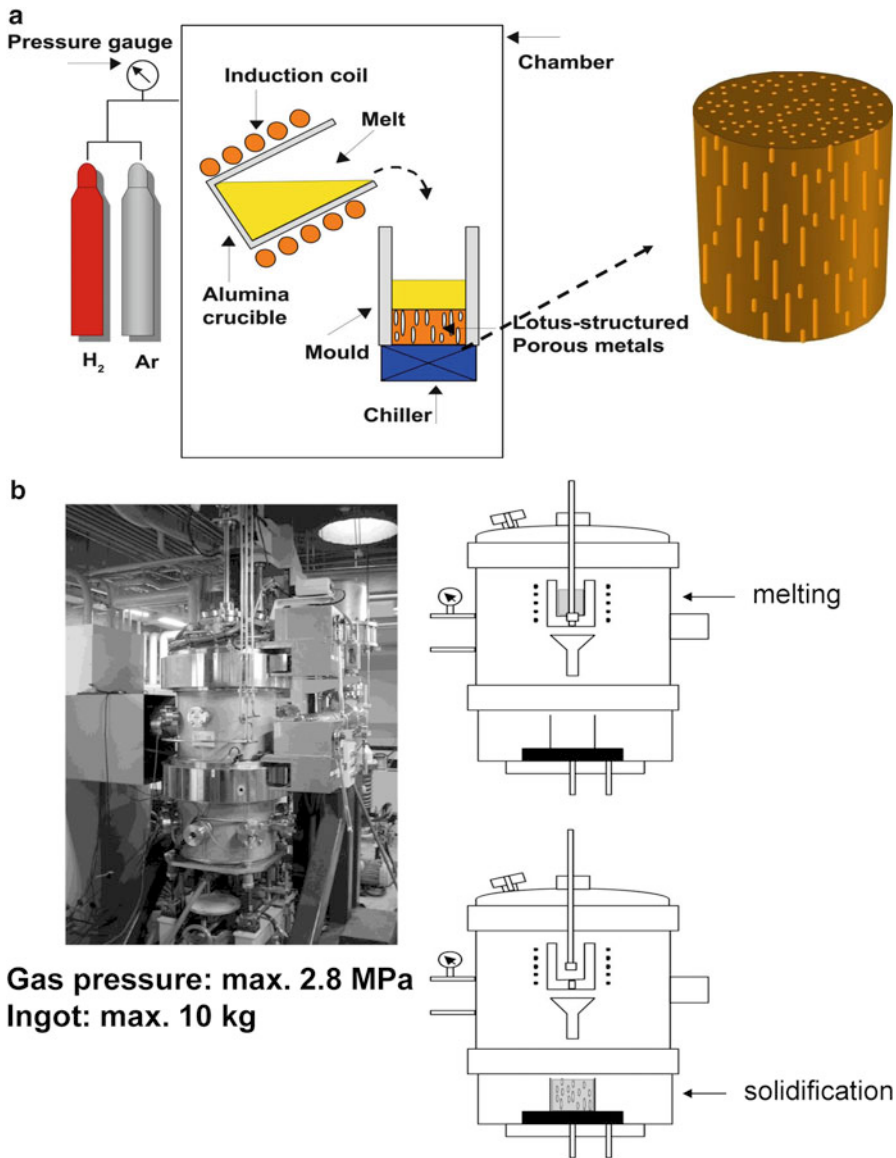 a
Pressure gauge
Induction coil
Melt
Chamber
Alumina
crucible
Mould
Lotus-structured
Porous metals
Chiller
H₂
Ar
b
melting
Gas pressure: max. 2.8 MPa
Ingot: max. 10 kg
solidification